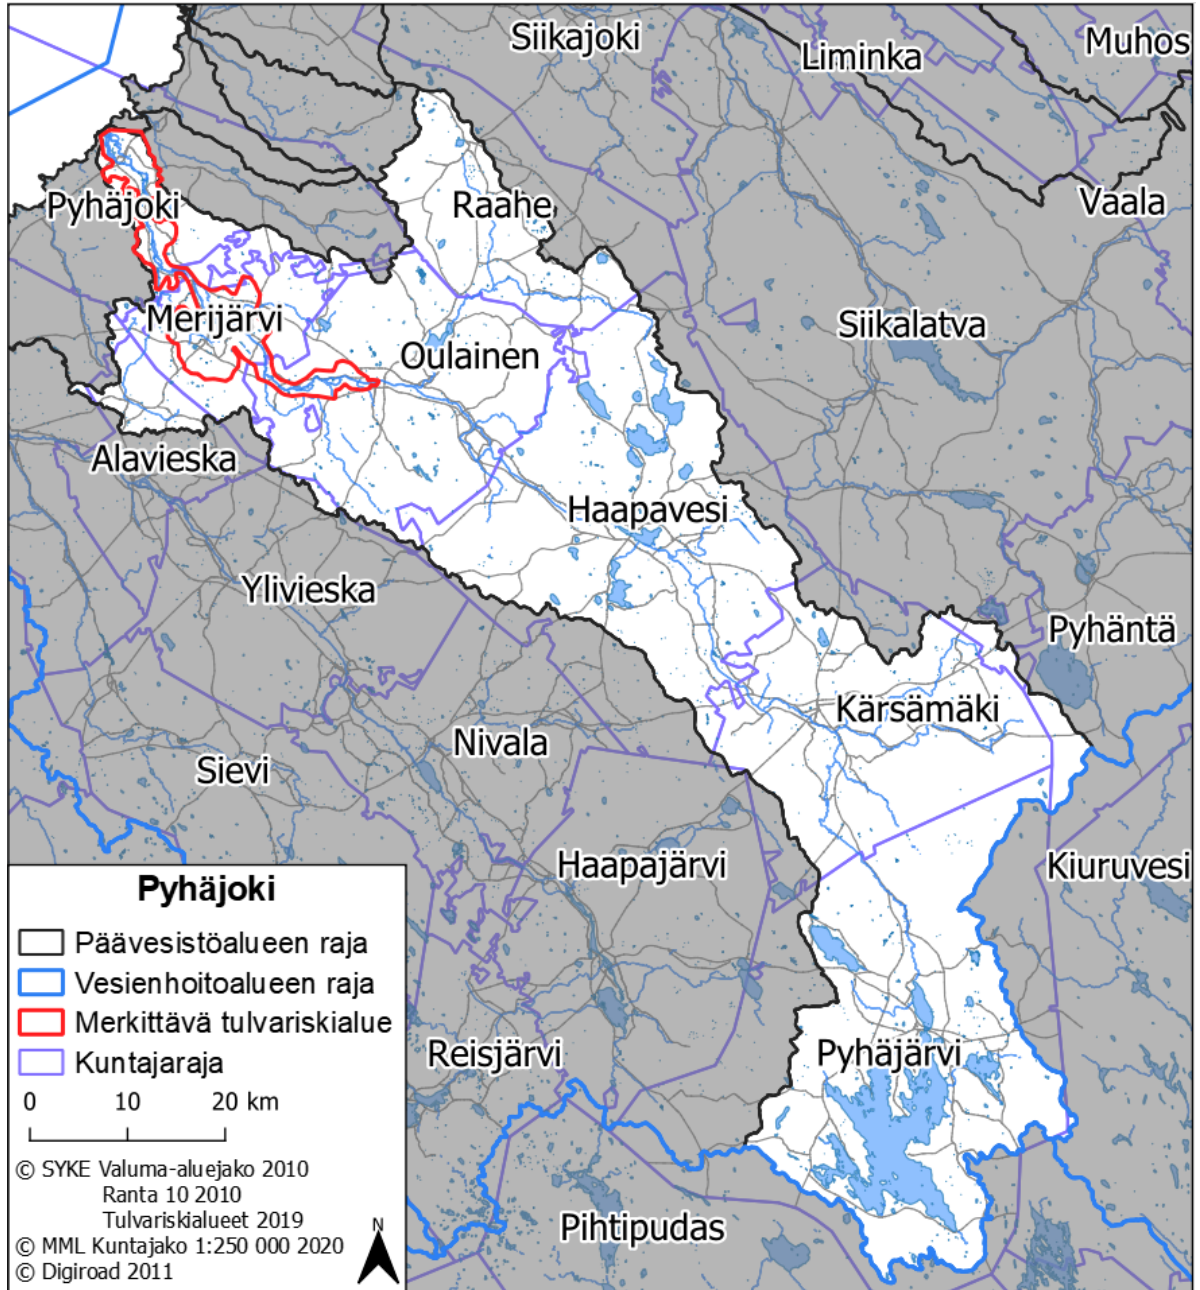 Siikajoki
Liminka
Muhos
Pyhäjoki
Raahe
Vaala
Merijärvi
Oulainen
Siikalatva
Alavieska
Haapavesi
Ylivieska
Pyhäntä
Kärsämäki
Nivala
Sievi
Haapajärvi
Kiuruvesi
Reisjärvi
Pyhäjärvi
Pihtipudas
Pyhäjoki
Päävesistöalueen raja
Vesienhoitoalueen raja
Merkittävä tulvariskialue
Kuntajaraja
0 10 20 km
© SYKE Valuma-aluejako 2010
Ranta 10 2010
Tulvariskialueet 2019
© MML Kuntajako 1:250 000 2020
© Digiroad 2011
N